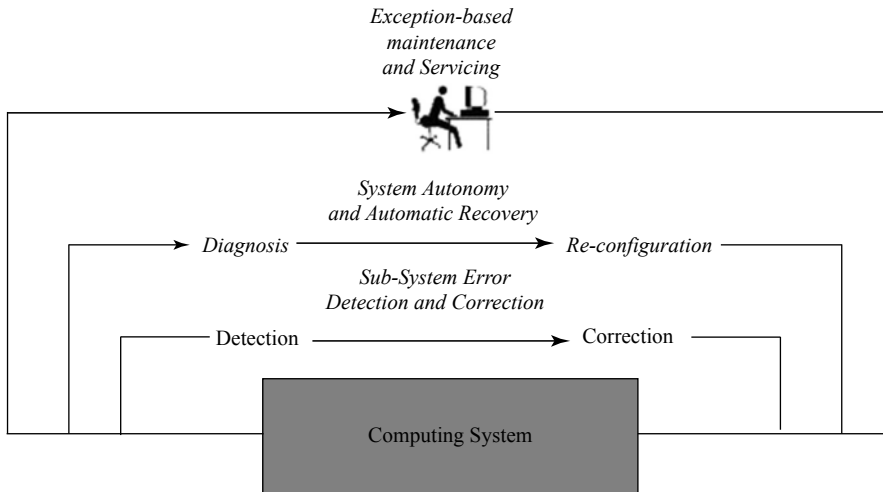 Exception-based
maintenance
and Servicing
System Autonomy
and Automatic Recovery
Diagnosis
Re-configuration
Sub-System Error
Detection and Correction
Detection
Correction
Computing System